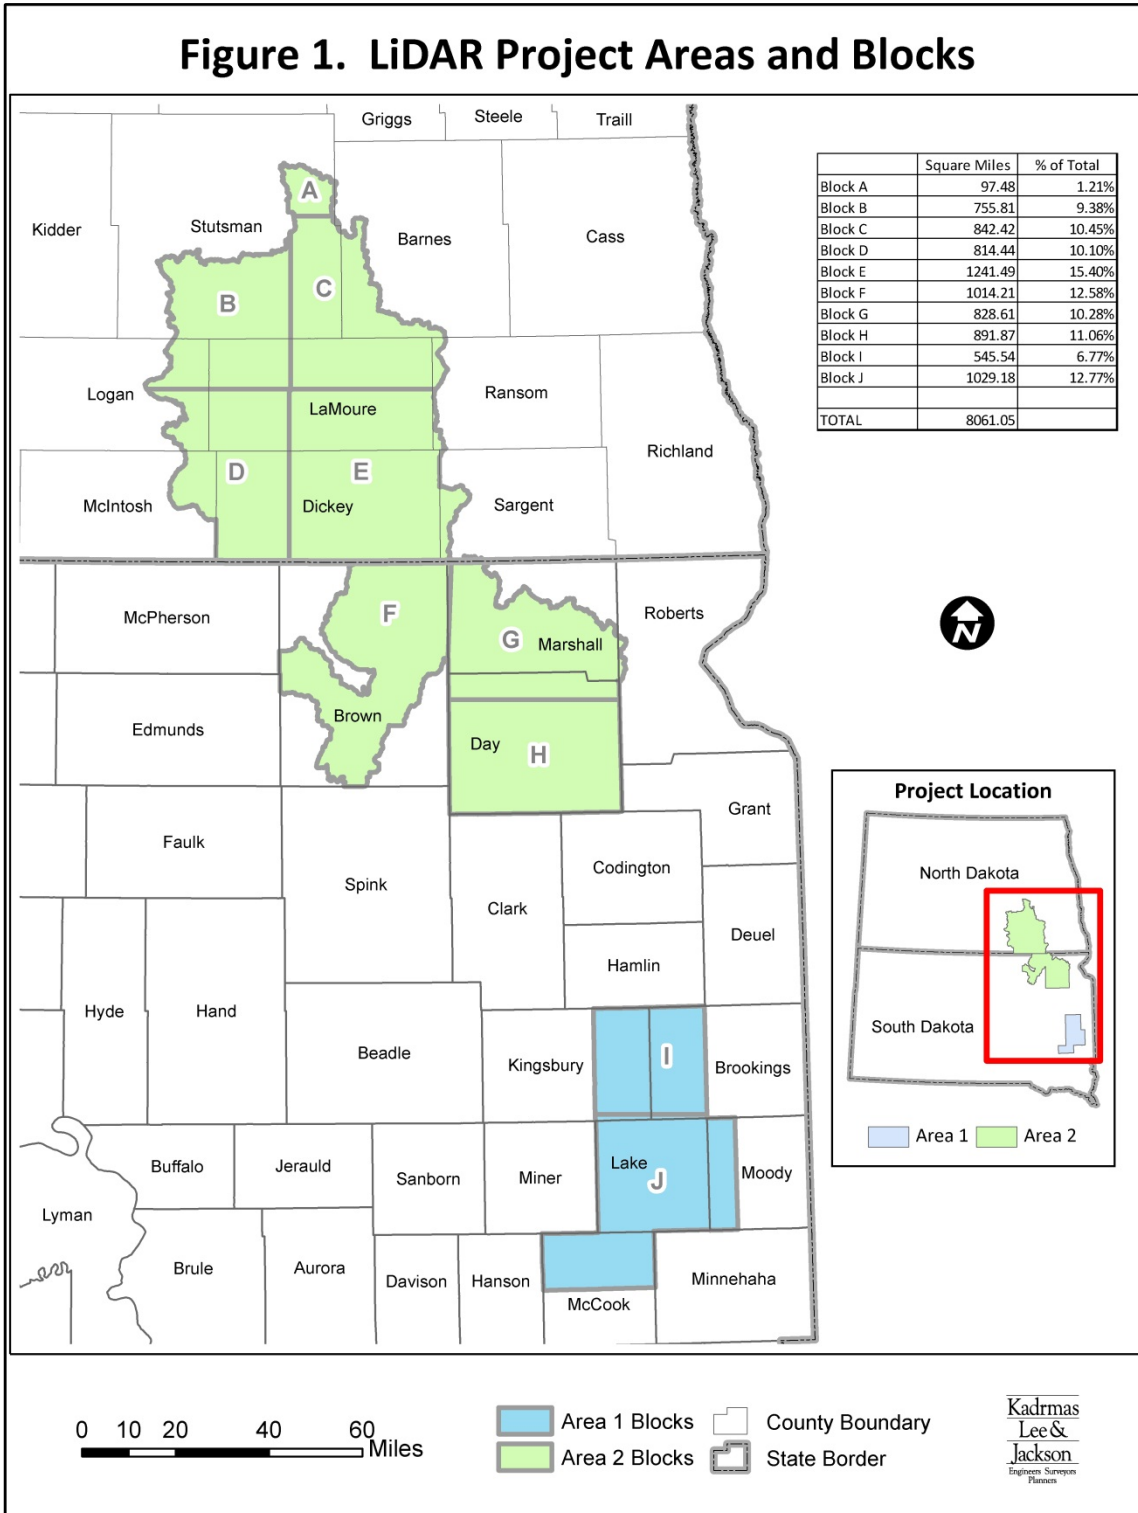 Figure 1. LiDAR Project Areas and Blocks
Griggs
Steele
Traill
Kidder
Stutsman
A
Barnes
Cass
B
C
Logan
LaMoure
Ransom
Richland
McIntosh
D
E
Dickey
Sargent
McPherson
F
G
Marshall
Roberts
Edmunds
Brown
Day
H
Grant
Faulk
Spink
Clark
Codington
Deuel
Hamlin
Hyde
Hand
Beadle
Kingsbury
I
Brookings
Buffalo
Jerauld
Sanborn
Miner
Lake
J
Moody
Lyman
Brule
Aurora
Davison
Hanson
McCook
Minnehaha
Square Miles % of Total
Block A 97.48 1.21%
Block B 755.81 9.38%
Block C 842.42 10.45%
Block D 814.44 10.10%
Block E 1241.49 15.40%
Block F 1014.21 12.58%
Block G 828.61 10.28%
Block H 891.87 11.06%
Block I 545.54 6.77%
Block J 1029.18 12.77%
TOTAL 8061.05
N
Project Location
North Dakota
South Dakota
Area 1 Area 2
0 10 20 40 60
Miles
Area 1 Blocks County Boundary
Area 2 Blocks State Border
Kadrmas
Lee &
Jackson
Engineers Surveyors
Planners